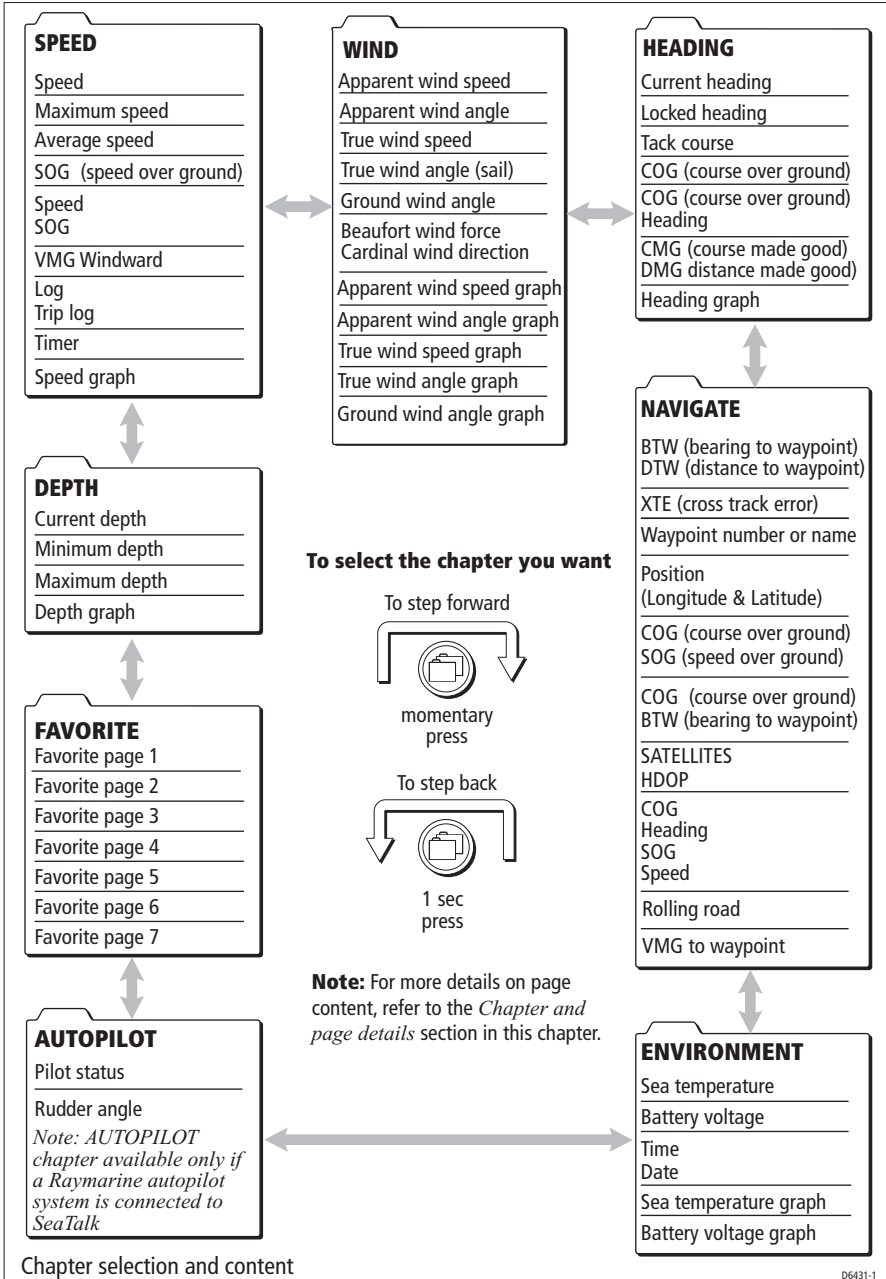 SPEED
Speed
Maximum speed
Average speed
SOG (speed over ground)
Speed
SOG
VMG Windward
Log
Trip log
Timer
Speed graph
WIND
Apparent wind speed
Apparent wind angle
True wind speed
True wind angle (sail)
Ground wind angle
Beaufort wind force
Cardinal wind direction
Apparent wind speed graph
Apparent wind angle graph
True wind speed graph
True wind angle graph
Ground wind angle graph
HEADING
Current heading
Locked heading
Tack course
COG (course over ground)
COG (course over ground)
Heading
CMG (course made good)
DMG distance made good)
Heading graph
DEPTH
Current depth
Minimum depth
Maximum depth
Depth graph
FAVORITE
Favorite page 1
Favorite page 2
Favorite page 3
Favorite page 4
Favorite page 5
Favorite page 6
Favorite page 7
AUTOPILOT
Pilot status
Rudder angle
Note: AUTOPILOT
chapter available only if
a Raymarine autopilot
system is connected to
SeaTalk
To select the chapter you want
To step forward
momentary
press
To step back
1 sec
press
Note: For more details on page
content, refer to the Chapter and
page details section in this chapter.
NAVIGATE
BTW (bearing to waypoint)
DTW (distance to waypoint)
XTE (cross track error)
Waypoint number or name
Position
(Longitude & Latitude)
COG (course over ground)
SOG (speed over ground)
COG (course over ground)
BTW (bearing to waypoint)
SATELLITES
HDOP
COG
Heading
SOG
Speed
Rolling road
VMG to waypoint
ENVIRONMENT
Sea temperature
Battery voltage
Time
Date
Sea temperature graph
Battery voltage graph
Chapter selection and content
D6431-1